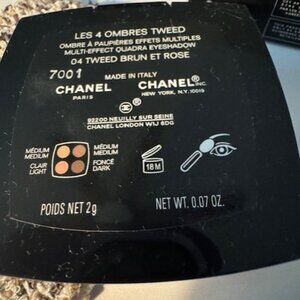 LES 4 OMBRES TWEED
OMBRE À PAUPIÈRES EFFETS MULTIPLES
MULTI-EFFECT QUADRA EYESHADOW
04 TWEED BRUN ET ROSE
7001
MADE IN ITALY
CHANEL CHANEL INC.
PARIS NEW YORK, N.Y. 10019
92200 NEUILLY SUR SEINE
CHANEL LONDON W1J 6DG
MÉDIUM MÉDIUM
MEDIUM MEDIUM
CLAIR FONCÉ
LIGHT DARK
18 M
POIDS NET 2g NET WT. 0.07 OZ.